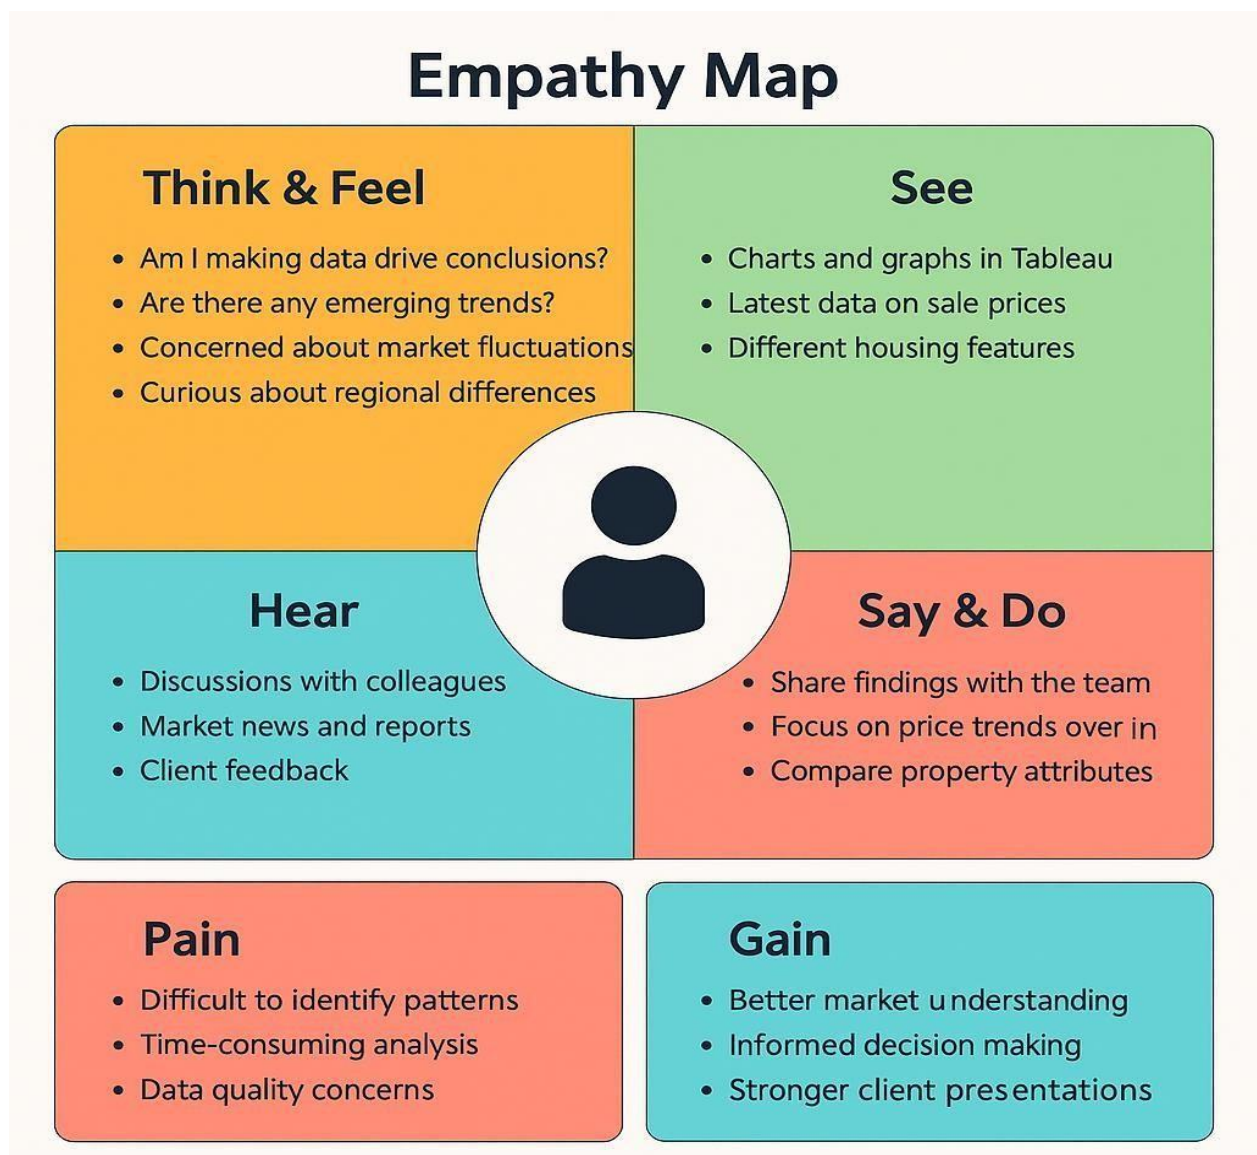 Empathy Map
Think & Feel
• Am I making data drive conclusions?
• Are there any emerging trends?
• Concerned about market fluctuations
• Curious about regional differences
See
• Charts and graphs in Tableau
• Latest data on sale prices
• Different housing features
Hear
• Discussions with colleagues
• Market news and reports
• Client feedback
Say & Do
• Share findings with the team
• Focus on price trends over in
• Compare property attributes
Pain
• Difficult to identify patterns
• Time-consuming analysis
• Data quality concerns
Gain
• Better market understanding
• Informed decision making
• Stronger client presentations